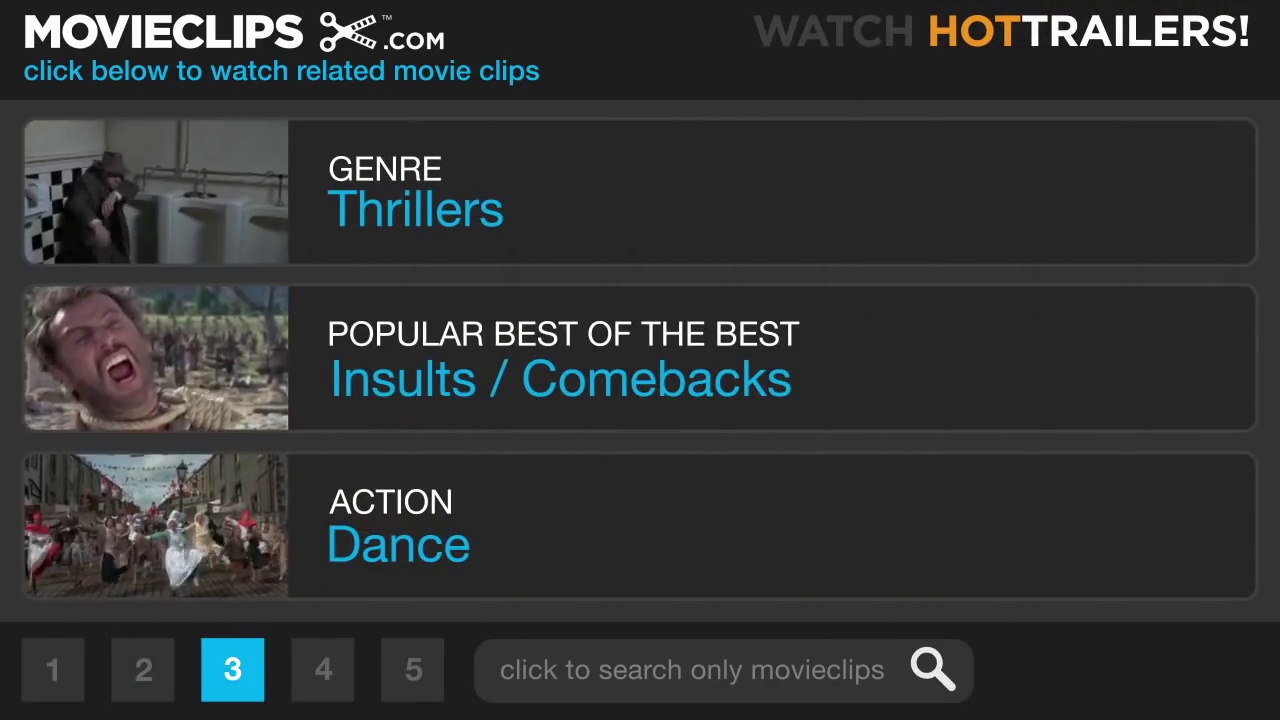 MOVIECLIPS ™.COM
WATCH HOTTRAILERS!
click below to watch related movie clips
GENRE
Thrillers
POPULAR BEST OF THE BEST
Insults / Comebacks
ACTION
Dance
1 2 3 4 5
click to search only movieclips